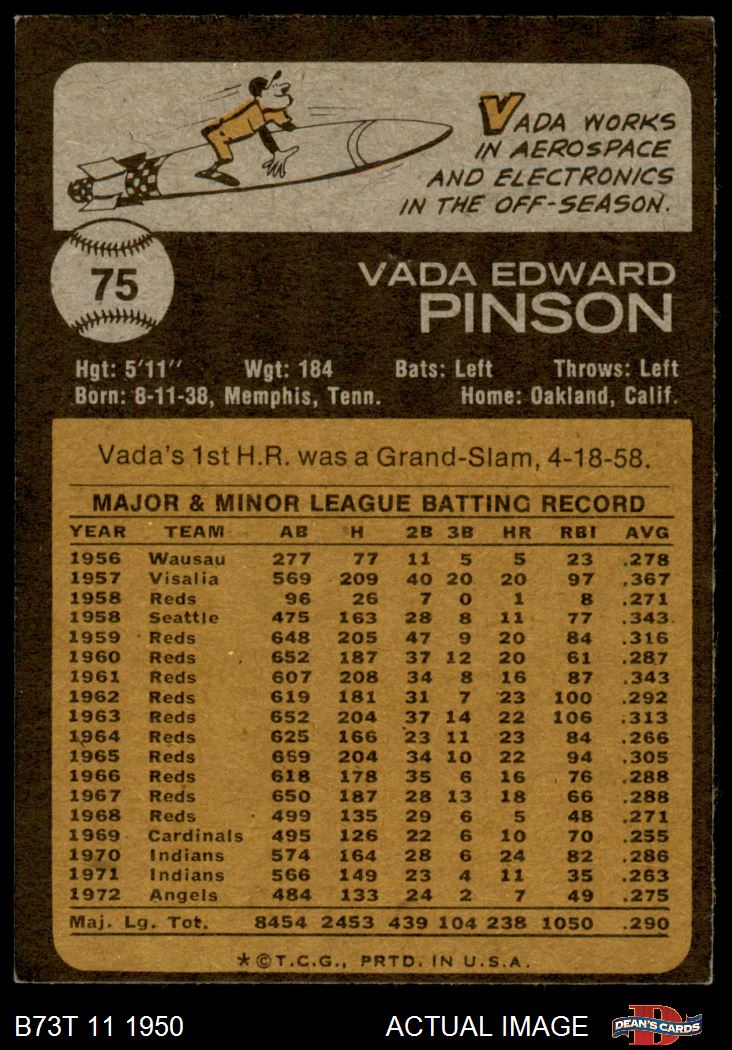 VADA WORKS
IN AEROSPACE
AND ELECTRONICS
IN THE OFF-SEASON.
75
VADA EDWARD
PINSON
Hgt: 5'11" Wgt: 184 Bats: Left Throws: Left
Born: 8-11-38, Memphis, Tenn. Home: Oakland, Calif.
Vada's 1st H.R. was a Grand-Slam, 4-18-58.
MAJOR & MINOR LEAGUE BATTING RECORD
YEAR TEAM AB H 2B 3B HR RBI AVG
1956 Wausau 277 77 11 5 5 23 .278
1957 Visalia 569 209 40 20 20 97 .367
1958 Reds 96 26 7 0 1 8 .271
1958 Seattle 475 163 28 8 11 77 .343
1959 Reds 648 205 47 9 20 84 .316
1960 Reds 652 187 37 12 20 61 .287
1961 Reds 607 208 34 8 16 87 .343
1962 Reds 619 181 31 7 23 100 .292
1963 Reds 652 204 37 14 22 106 .313
1964 Reds 625 166 23 11 23 84 .266
1965 Reds 669 204 34 10 22 94 .305
1966 Reds 618 178 35 6 16 76 .288
1967 Reds 650 187 28 13 18 66 .288
1968 Reds 499 135 29 6 5 48 .271
1969 Cardinals 495 126 22 6 10 70 .255
1970 Indians 574 164 28 6 24 82 .286
1971 Indians 566 149 23 4 11 35 .263
1972 Angels 484 133 24 2 7 49 .275
Maj. Lg. Tot. 8454 2453 439 104 238 1050 .290
*©T.C.G., PRTD. IN U.S.A.
B73T 11 1950 ACTUAL IMAGE D DEAN'S CARDS